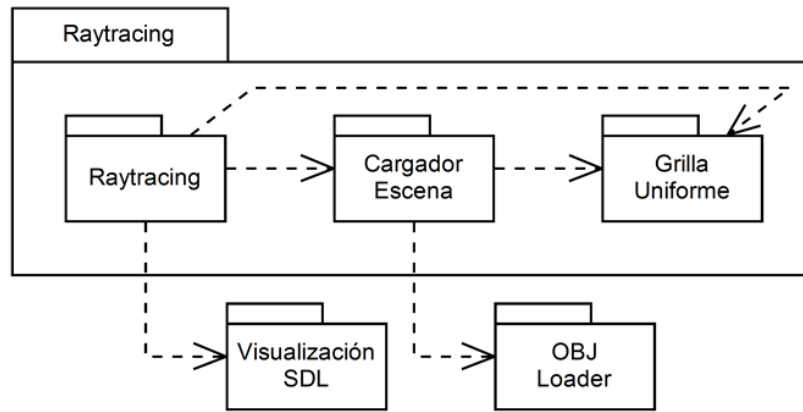 Raytracing
Raytracing
Cargador
Escena
Grilla
Uniforme
Visualización
SDL
OBJ
Loader